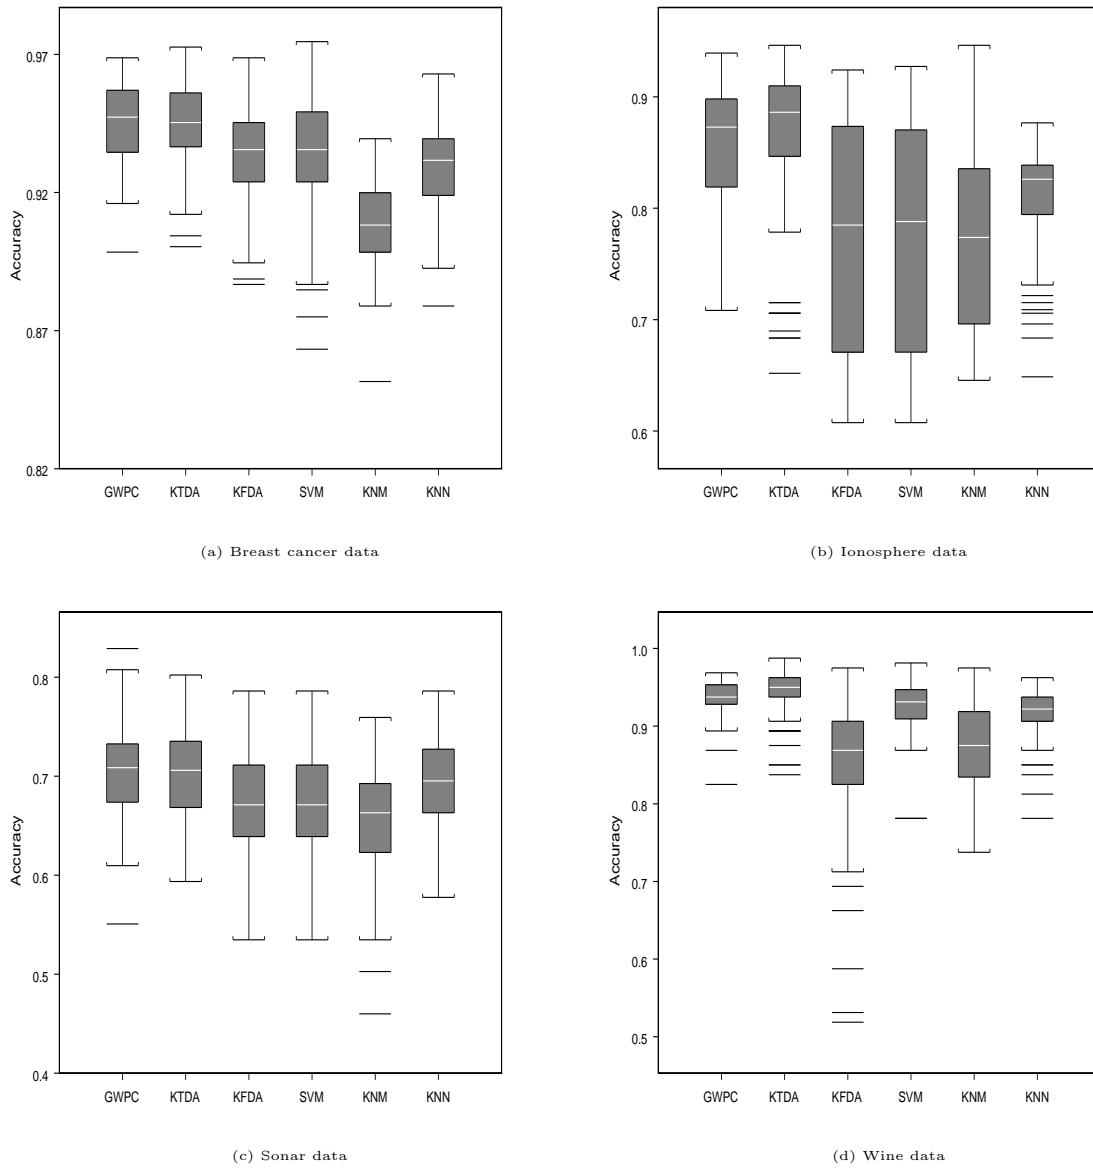 0.97
0.92
0.87
0.82
Accuracy
GWPC KTDA KFDA SVM KNM KNN
(a) Breast cancer data
0.9
0.8
0.7
0.6
Accuracy
GWPC KTDA KFDA SVM KNM KNN
(b) Ionosphere data
0.8
0.7
0.6
0.5
0.4
Accuracy
GWPC KTDA KFDA SVM KNM KNN
(c) Sonar data
1.0
0.9
0.8
0.7
0.6
0.5
Accuracy
GWPC KTDA KFDA SVM KNM KNN
(d) Wine data